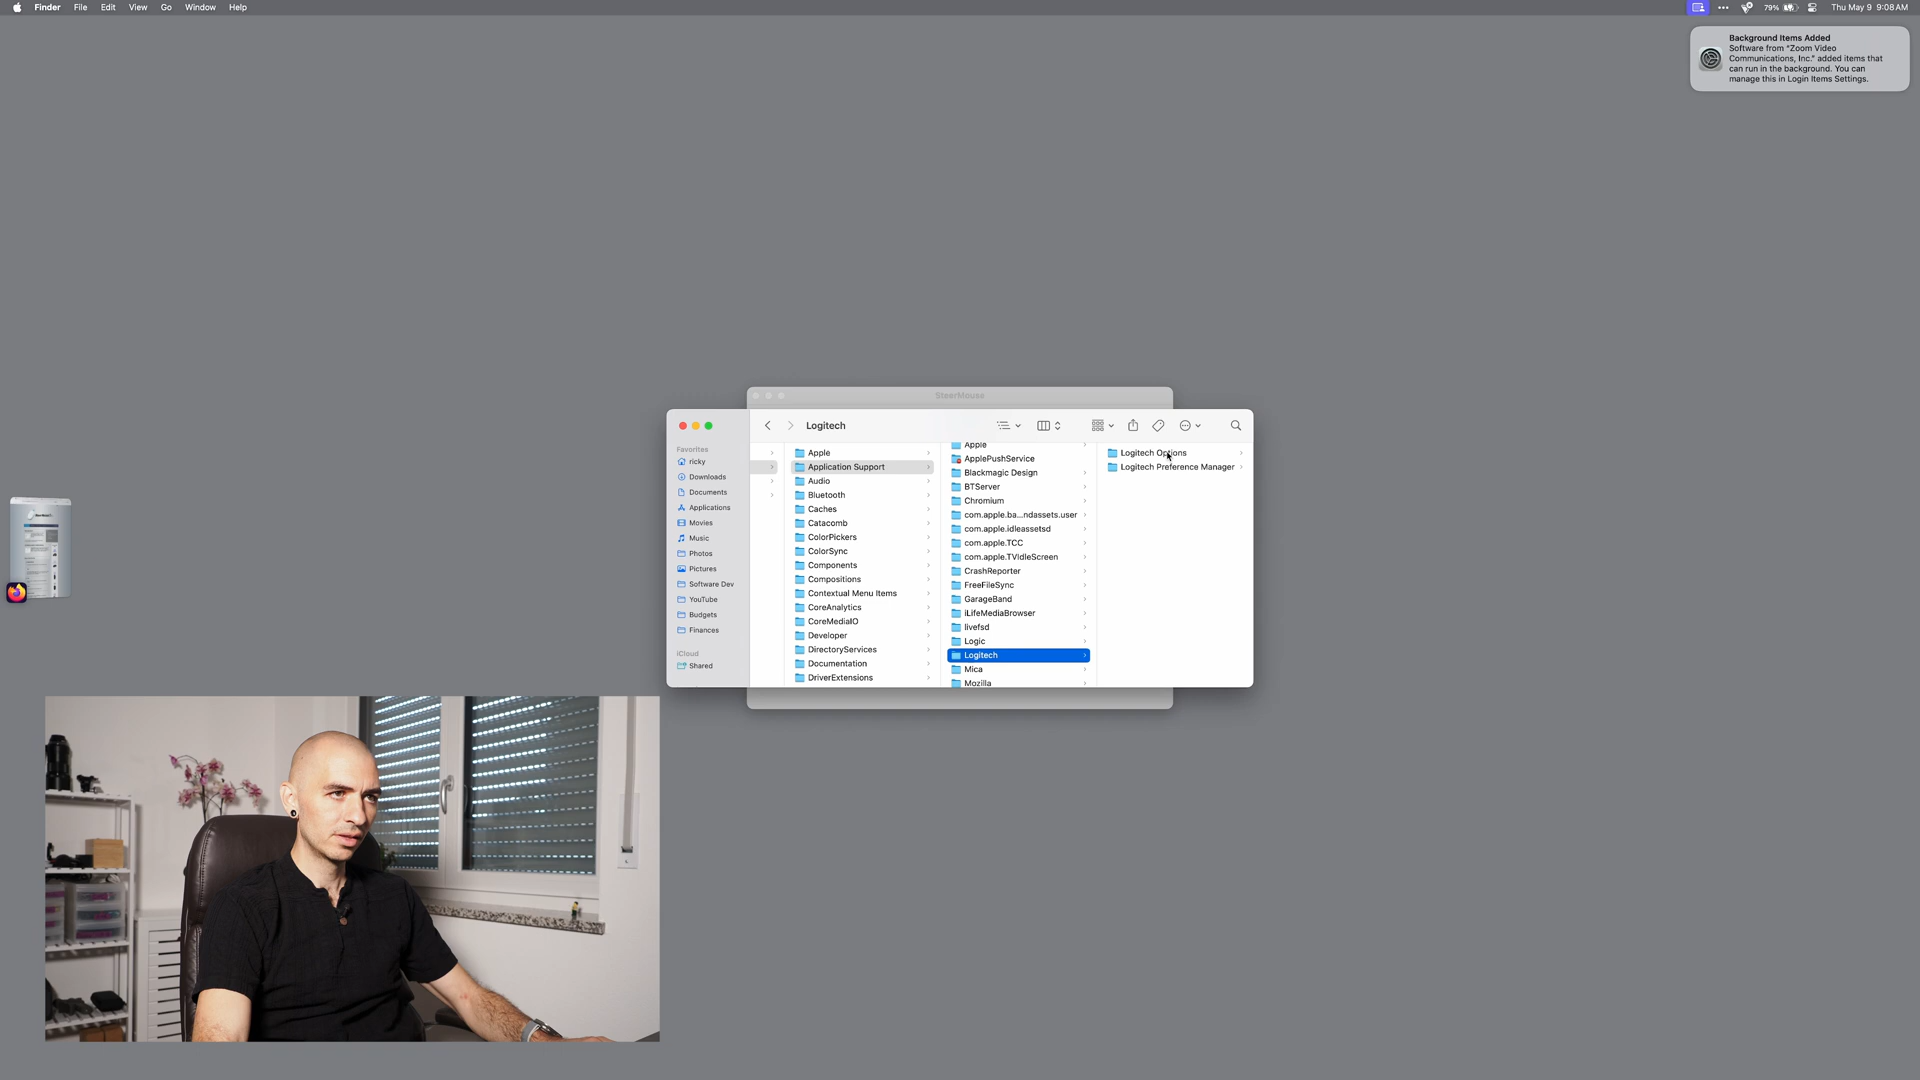 Finder File Edit View Go Window Help
79% Thu May 9 9:08 AM
Background Items Added
Software from "Zoom Video
Communications, Inc." added items that
can run in the background. You can
manage this in Login Items Settings.
SteerMouse
Logitech
Favorites
ricky
Downloads
Documents
Applications
Movies
Music
Photos
Pictures
Software Dev
YouTube
Budgets
Finances
iCloud
Shared
Apple
Application Support
Audio
Bluetooth
Caches
Catacomb
ColorPickers
ColorSync
Components
Compositions
Contextual Menu Items
CoreAnalytics
CoreMediaIO
Developer
DirectoryServices
Documentation
DriverExtensions
Apple
ApplePushService
Blackmagic Design
BTServer
Chromium
com.apple.ba...ndassets.user
com.apple.idleassetsd
com.apple.TCC
com.apple.TVIdleScreen
CrashReporter
FreeFileSync
GarageBand
iLifeMediaBrowser
livefsd
Logic
Logitech
Mica
Mozilla
Logitech Options
Logitech Preference Manager